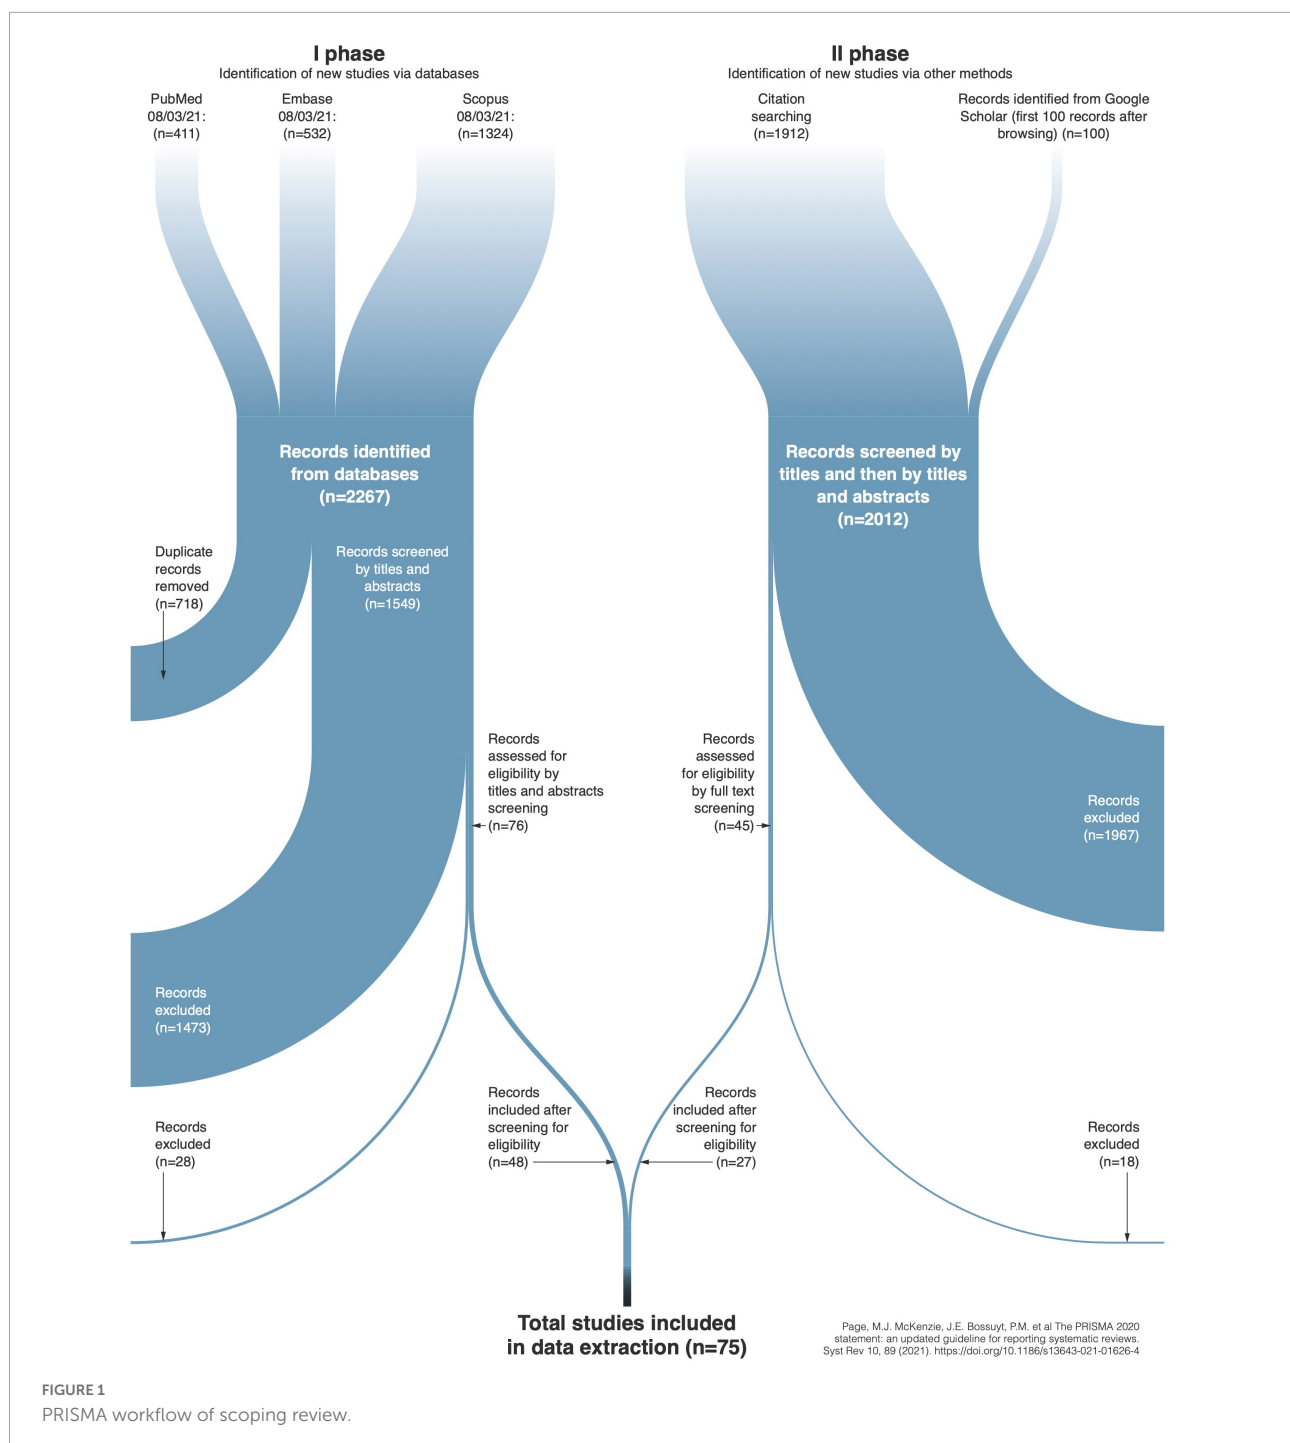 I phase
Identification of new studies via databases
PubMed
08/03/21:
(n=411)
Embase
08/03/21:
(n=532)
Scopus
08/03/21:
(n=1324)
II phase
Identification of new studies via other methods
Citation
searching
(n=1912)
Records identified from Google
Scholar (first 100 records after
browsing) (n=100)
Records identified
from databases
(n=2267)
Records screened by
titles and then by titles
and abstracts
(n=2012)
Duplicate
records
removed
(n=718)
Records screened
by titles and
abstracts
(n=1549)
Records
assessed for
eligibility by
titles and abstracts
screening
(n=76)
Records
assessed
for eligibility
by full text
screening
(n=45)
Records
excluded
(n=1967)
Records
excluded
(n=1473)
Records
excluded
(n=28)
Records
included after
screening for
eligibility
(n=48)
Records
included after
screening for
eligibility
(n=27)
Records
excluded
(n=18)
Total studies included
in data extraction (n=75)
Page, M.J. McKenzie, J.E. Bossuyt, P.M. et al The PRISMA 2020
statement: an updated guideline for reporting systematic reviews.
Syst Rev 10, 89 (2021). https://doi.org/10.1186/s13643-021-01626-4
FIGURE 1
PRISMA workflow of scoping review.